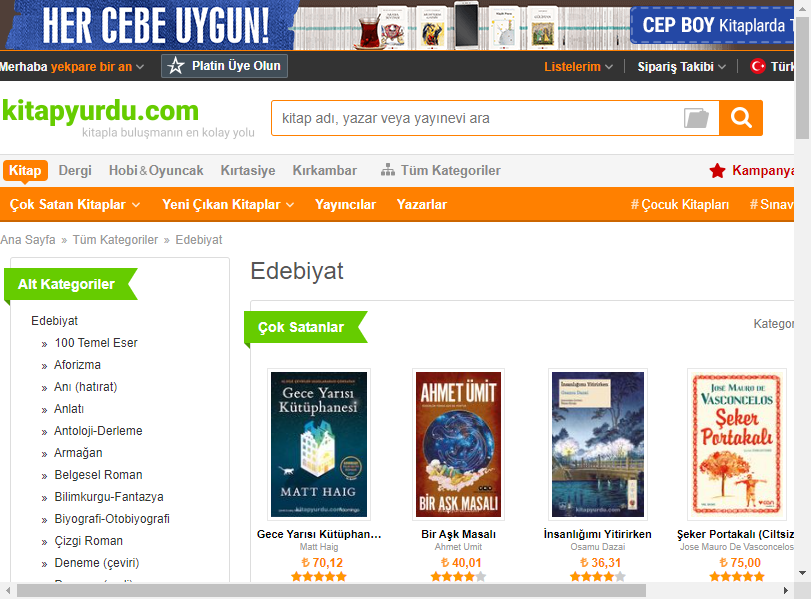 HER CEBE UYGUN!
CEP BOY Kitaplarda
Merhaba yekpare bir an
Platin Üye Olun
Listelerim
Sipariş Takibi
Türk
kitapyurdu.com
kitapla buluşmanın en kolay yolu
kitap adı, yazar veya yayınevi ara
Kitap
Dergi
Hobi&Oyuncak
Kırtasiye
Kırkambar
Tüm Kategoriler
Kampanya
Çok Satan Kitaplar
Yeni Çıkan Kitaplar
Yayıncılar
Yazarlar
# Çocuk Kitapları
# Sınav
Ana Sayfa » Tüm Kategoriler » Edebiyat
Alt Kategoriler
Edebiyat
» 100 Temel Eser
» Aforizma
» Anı (hatırat)
» Anlatı
» Antoloji-Derleme
» Armağan
» Belgesel Roman
» Bilimkurgu-Fantazya
» Biyografi-Otobiyografi
» Çizgi Roman
» Deneme (çeviri)
Edebiyat
Çok Satanlar
Kategor
Gece Yarısı
Kütüphanesi
MATT HAIG
AHMET ÜMİT
BİR AŞK MASALI
İnsanlığımı Yitirirken
Osamu Dazai
JOSÉ MAURO DE
VASCONCELOS
Şeker
Portakalı
Gece Yarısı Kütüphan...
Matt Haig
₺ 70,12
Bir Aşk Masalı
Ahmet Ümit
₺ 40,01
İnsanlığımı Yitirirken
Osamu Dazai
₺ 36,31
Şeker Portakalı (Ciltsiz
Jose Mauro De Vasconcelos
₺ 75,00